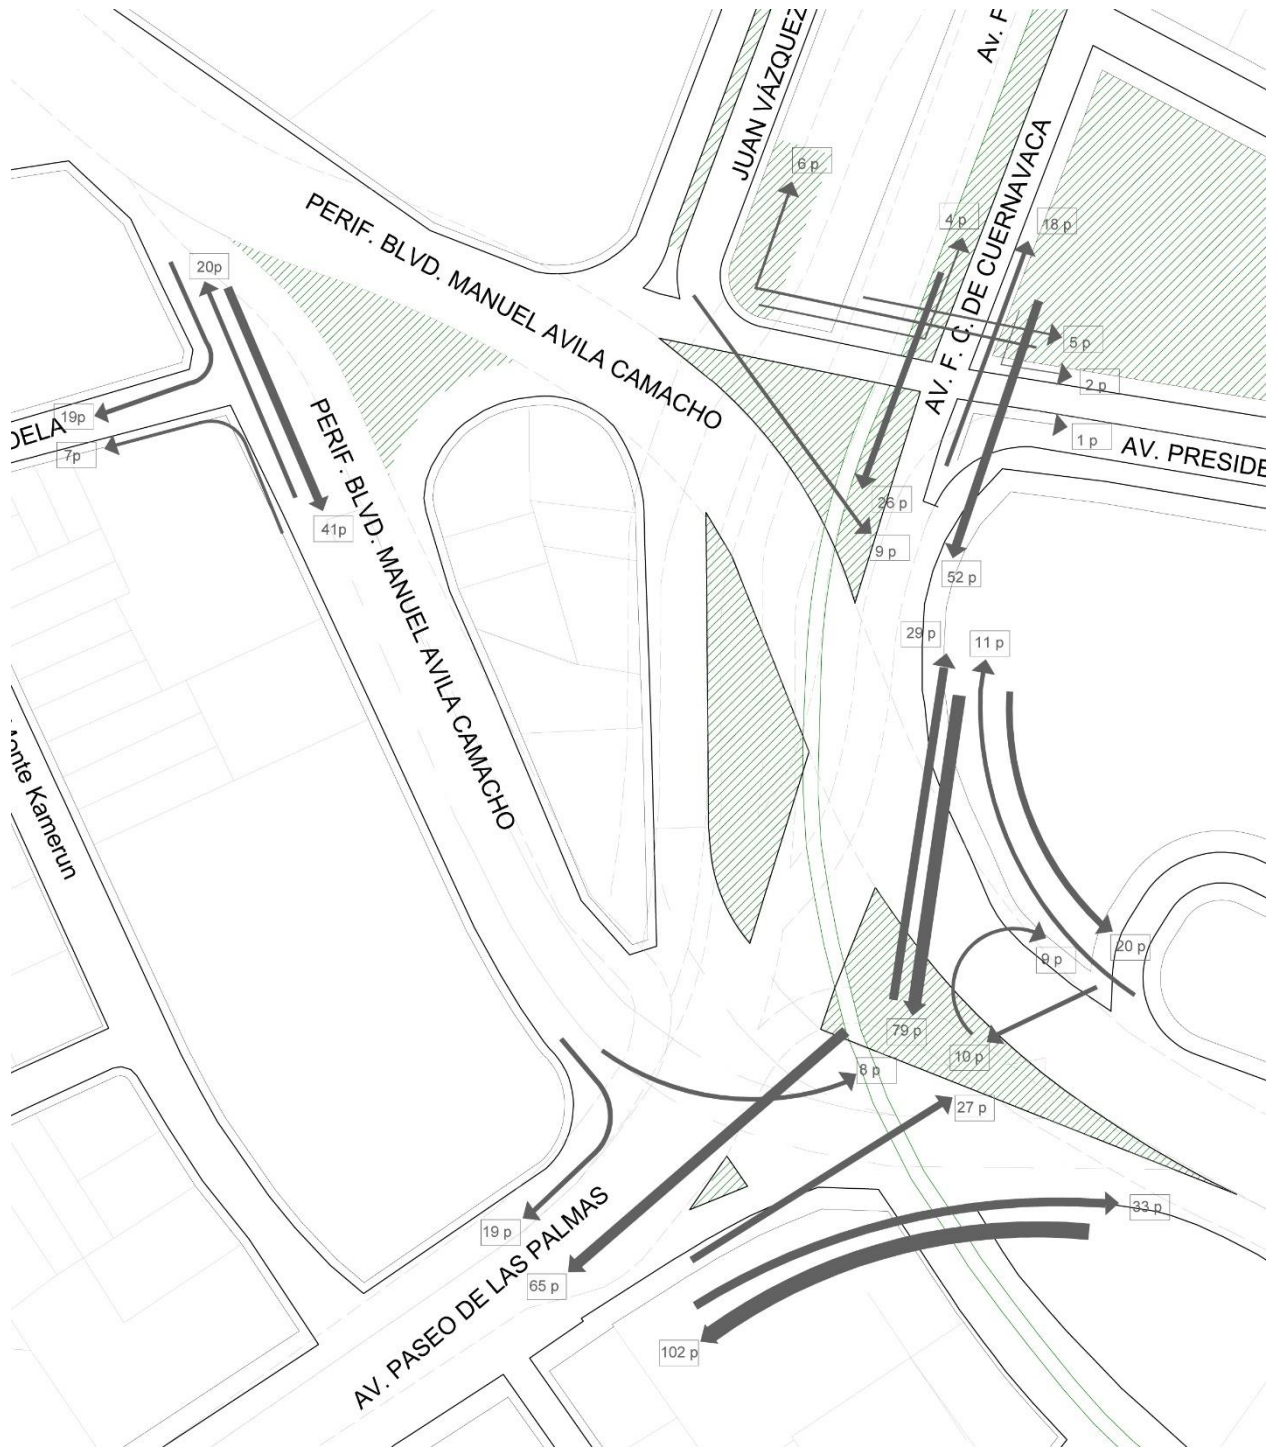 JUAN VÁZQUEZ
Av. F
6 p
4 p
18 p
AV. F. C. DE CUERNAVACA
PERIF. BLVD. MANUEL AVILA CAMACHO
20p
5 p
2 p
1 p
AV. PRESIDE
19p
DELA
7p
PERIF. BLVD. MANUEL AVILA CAMACHO
41p
26 p
9 p
52 p
29 p
11 p
onte Kamerun
20 p
9 p
79 p
10 p
8 p
27 p
19 p
65 p
33 p
AV. PASEO DE LAS PALMAS
102 p